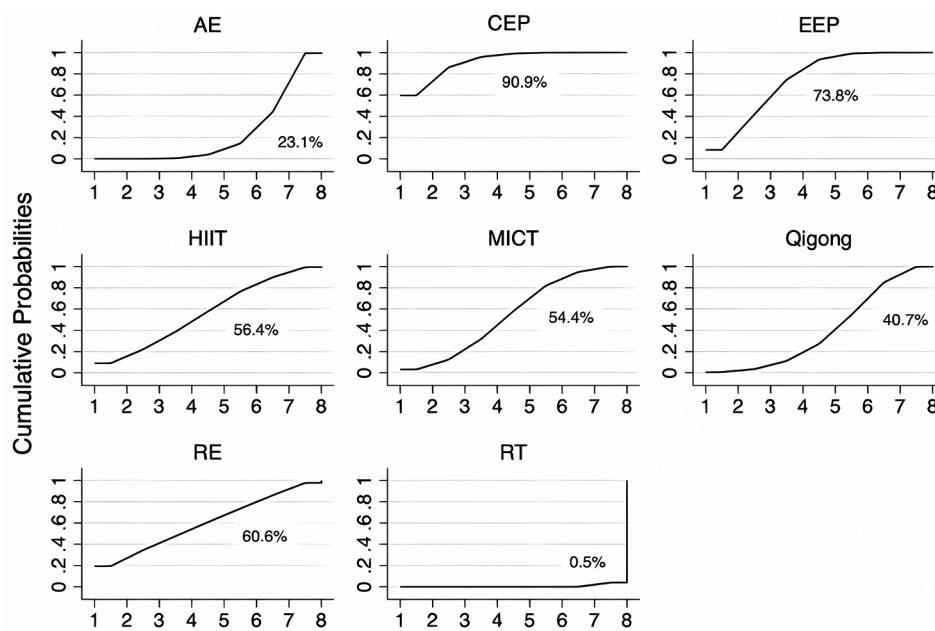 AE CEP EEP
0 .2 .4 .6 .8 1
23.1%
1 2 3 4 5 6 7 8
0 .2 .4 .6 .8 1
90.9%
1 2 3 4 5 6 7 8
0 .2 .4 .6 .8 1
73.8%
1 2 3 4 5 6 7 8
Cumulative Probabilities
HIIT MICT Qigong
0 .2 .4 .6 .8 1
56.4%
1 2 3 4 5 6 7 8
0 .2 .4 .6 .8 1
54.4%
1 2 3 4 5 6 7 8
0 .2 .4 .6 .8 1
40.7%
1 2 3 4 5 6 7 8
RE RT
0 .2 .4 .6 .8 1
60.6%
1 2 3 4 5 6 7 8
0 .2 .4 .6 .8 1
0.5%
1 2 3 4 5 6 7 8